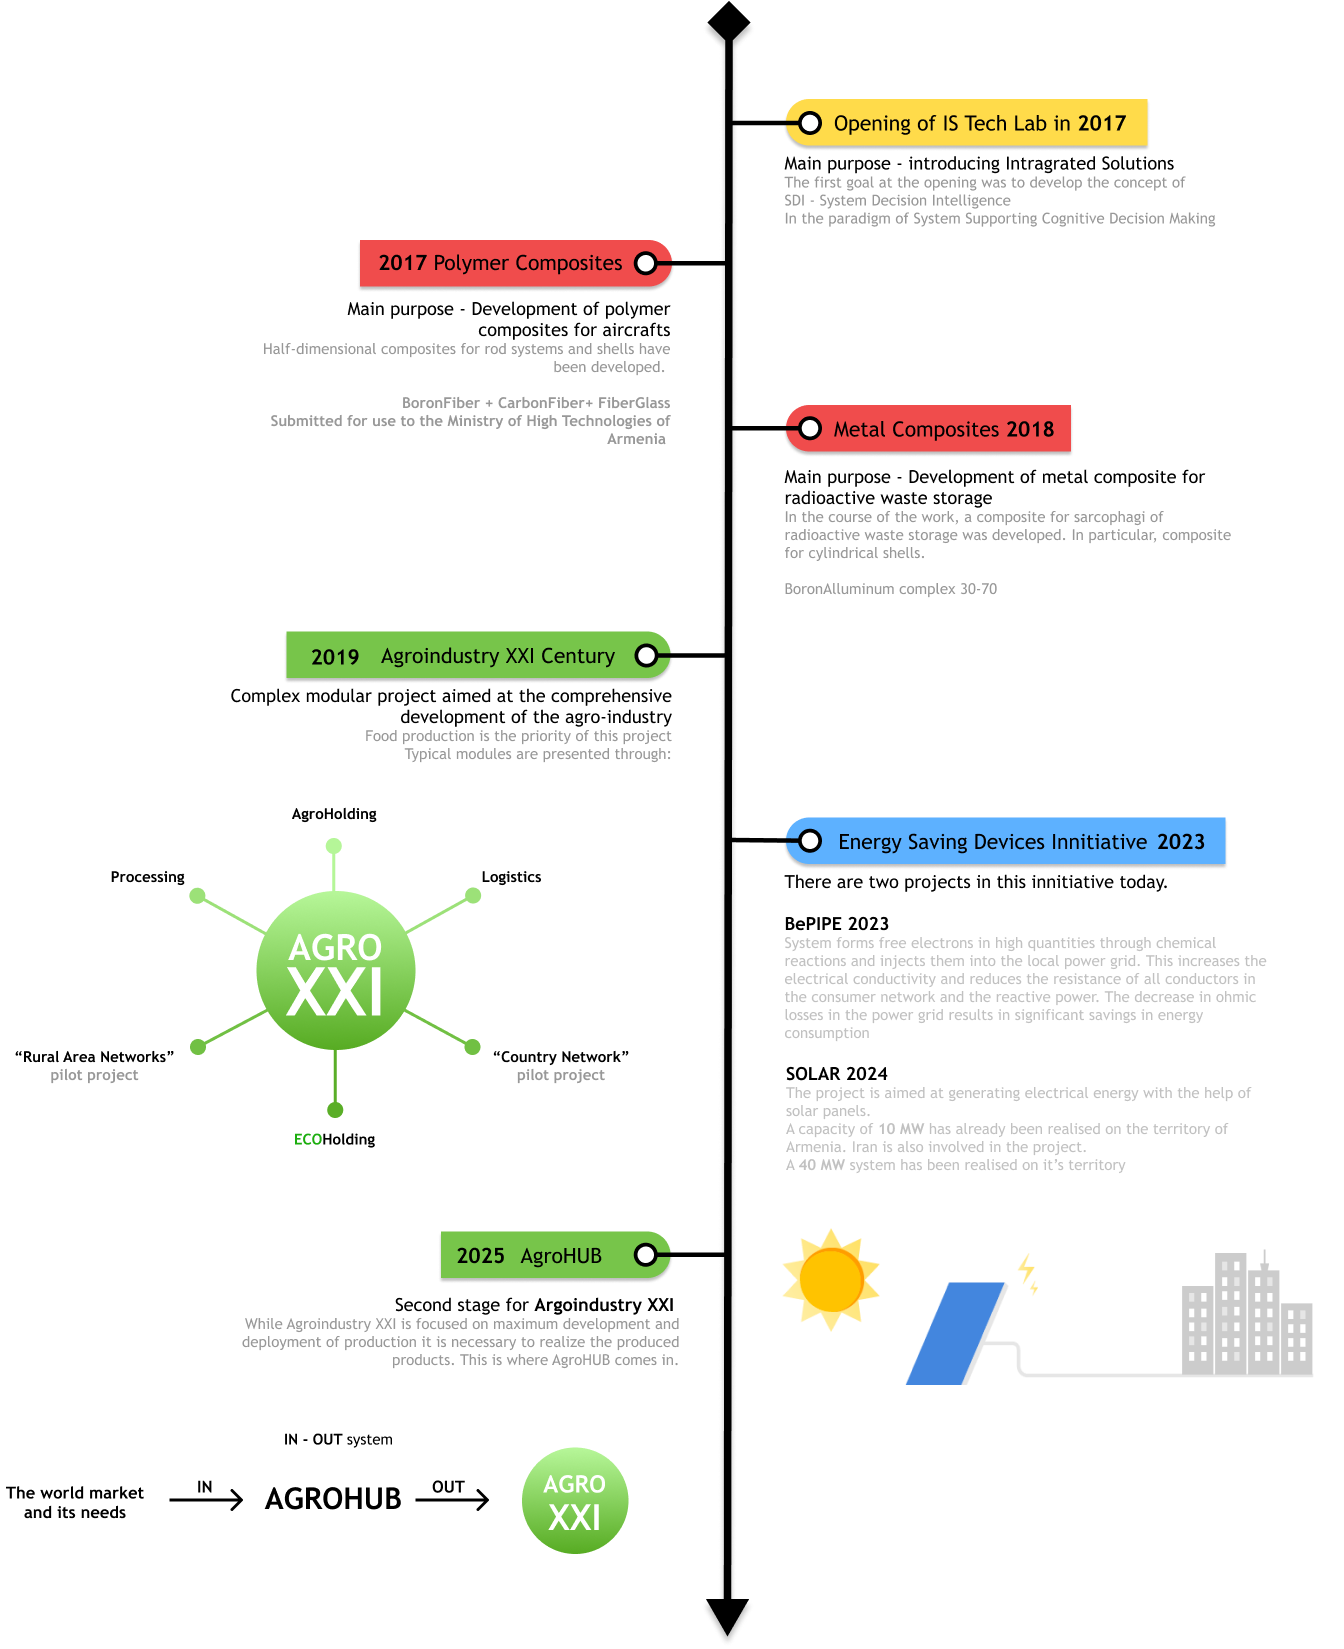 Opening of IS Tech Lab in 2017
Main purpose - introducing Intragrated Solutions
The first goal at the opening was to develop the concept of
SDI - System Decision Intelligence
In the paradigm of System Supporting Cognitive Decision Making
2017 Polymer Composites
Main purpose - Development of polymer
composites for aircrafts
Half-dimensional composites for rod systems and shells have
been developed.
BoronFiber + CarbonFiber+ FiberGlass
Submitted for use to the Ministry of High Technologies of
Armenia
Metal Composites 2018
Main purpose - Development of metal composite for
radioactive waste storage
In the course of the work, a composite for sarcophagi of
radioactive waste storage was developed. In particular, composite
for cylindrical shells.
BoronAlluminum complex 30-70
2019 Agroindustry XXI Century
Complex modular project aimed at the comprehensive
development of the agro-industry
Food production is the priority of this project
Typical modules are presented through:
AgroHolding
Processing
Logistics
AGRO
XXI
“Rural Area Networks”
pilot project
“Country Network”
pilot project
ECOHolding
Energy Saving Devices Innitiative 2023
There are two projects in this innitiative today.
BePIPE 2023
System forms free electrons in high quantities through chemical
reactions and injects them into the local power grid. This increases the
electrical conductivity and reduces the resistance of all conductors in
the consumer network and the reactive power. The decrease in ohmic
losses in the power grid results in significant savings in energy
consumption
SOLAR 2024
The project is aimed at generating electrical energy with the help of
solar panels.
A capacity of 10 MW has already been realised on the territory of
Armenia. Iran is also involved in the project.
A 40 MW system has been realised on it’s territory
2025 AgroHUB
Second stage for Argoindustry XXI
While Agroindustry XXI is focused on maximum development and
deployment of production it is necessary to realize the produced
products. This is where AgroHUB comes in.
IN - OUT system
The world market
and its needs
IN
AGROHUB
OUT
AGRO
XXI